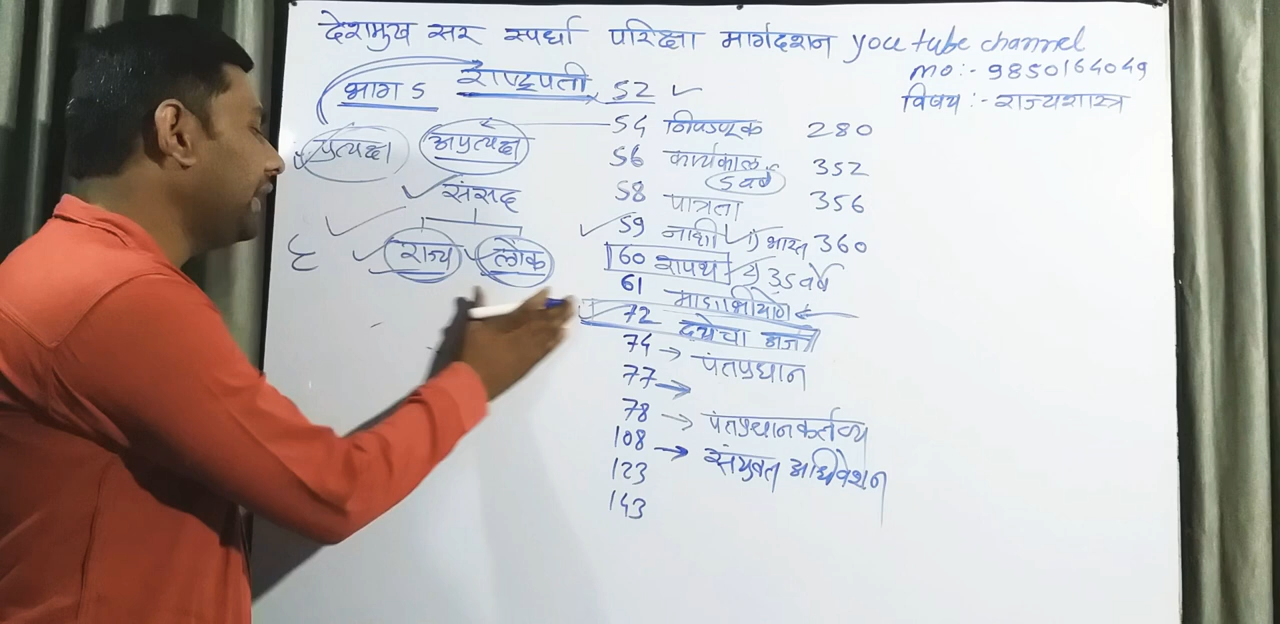 देशमुख सर स्पर्धा परिक्षा मार्गदर्शन you tube channel
mo:- 9850164049
विषय:- राज्यशास्त्र
भाग 5 राष्ट्रपती 52
प्रत्यक्ष अप्रत्यक्ष 54 280
56 कार्यकाल 352
5 वर्ष
संसद 58 पात्रता 356
59 1) भारत 360
राज्य लोक 60 शपथ 2) 35 वर्षे
61
72 दयेचा
74 → पंतप्रधान
77 →
78 → पंतप्रधान कर्तव्य
108 → संयुक्त अधिवेशन
123
143